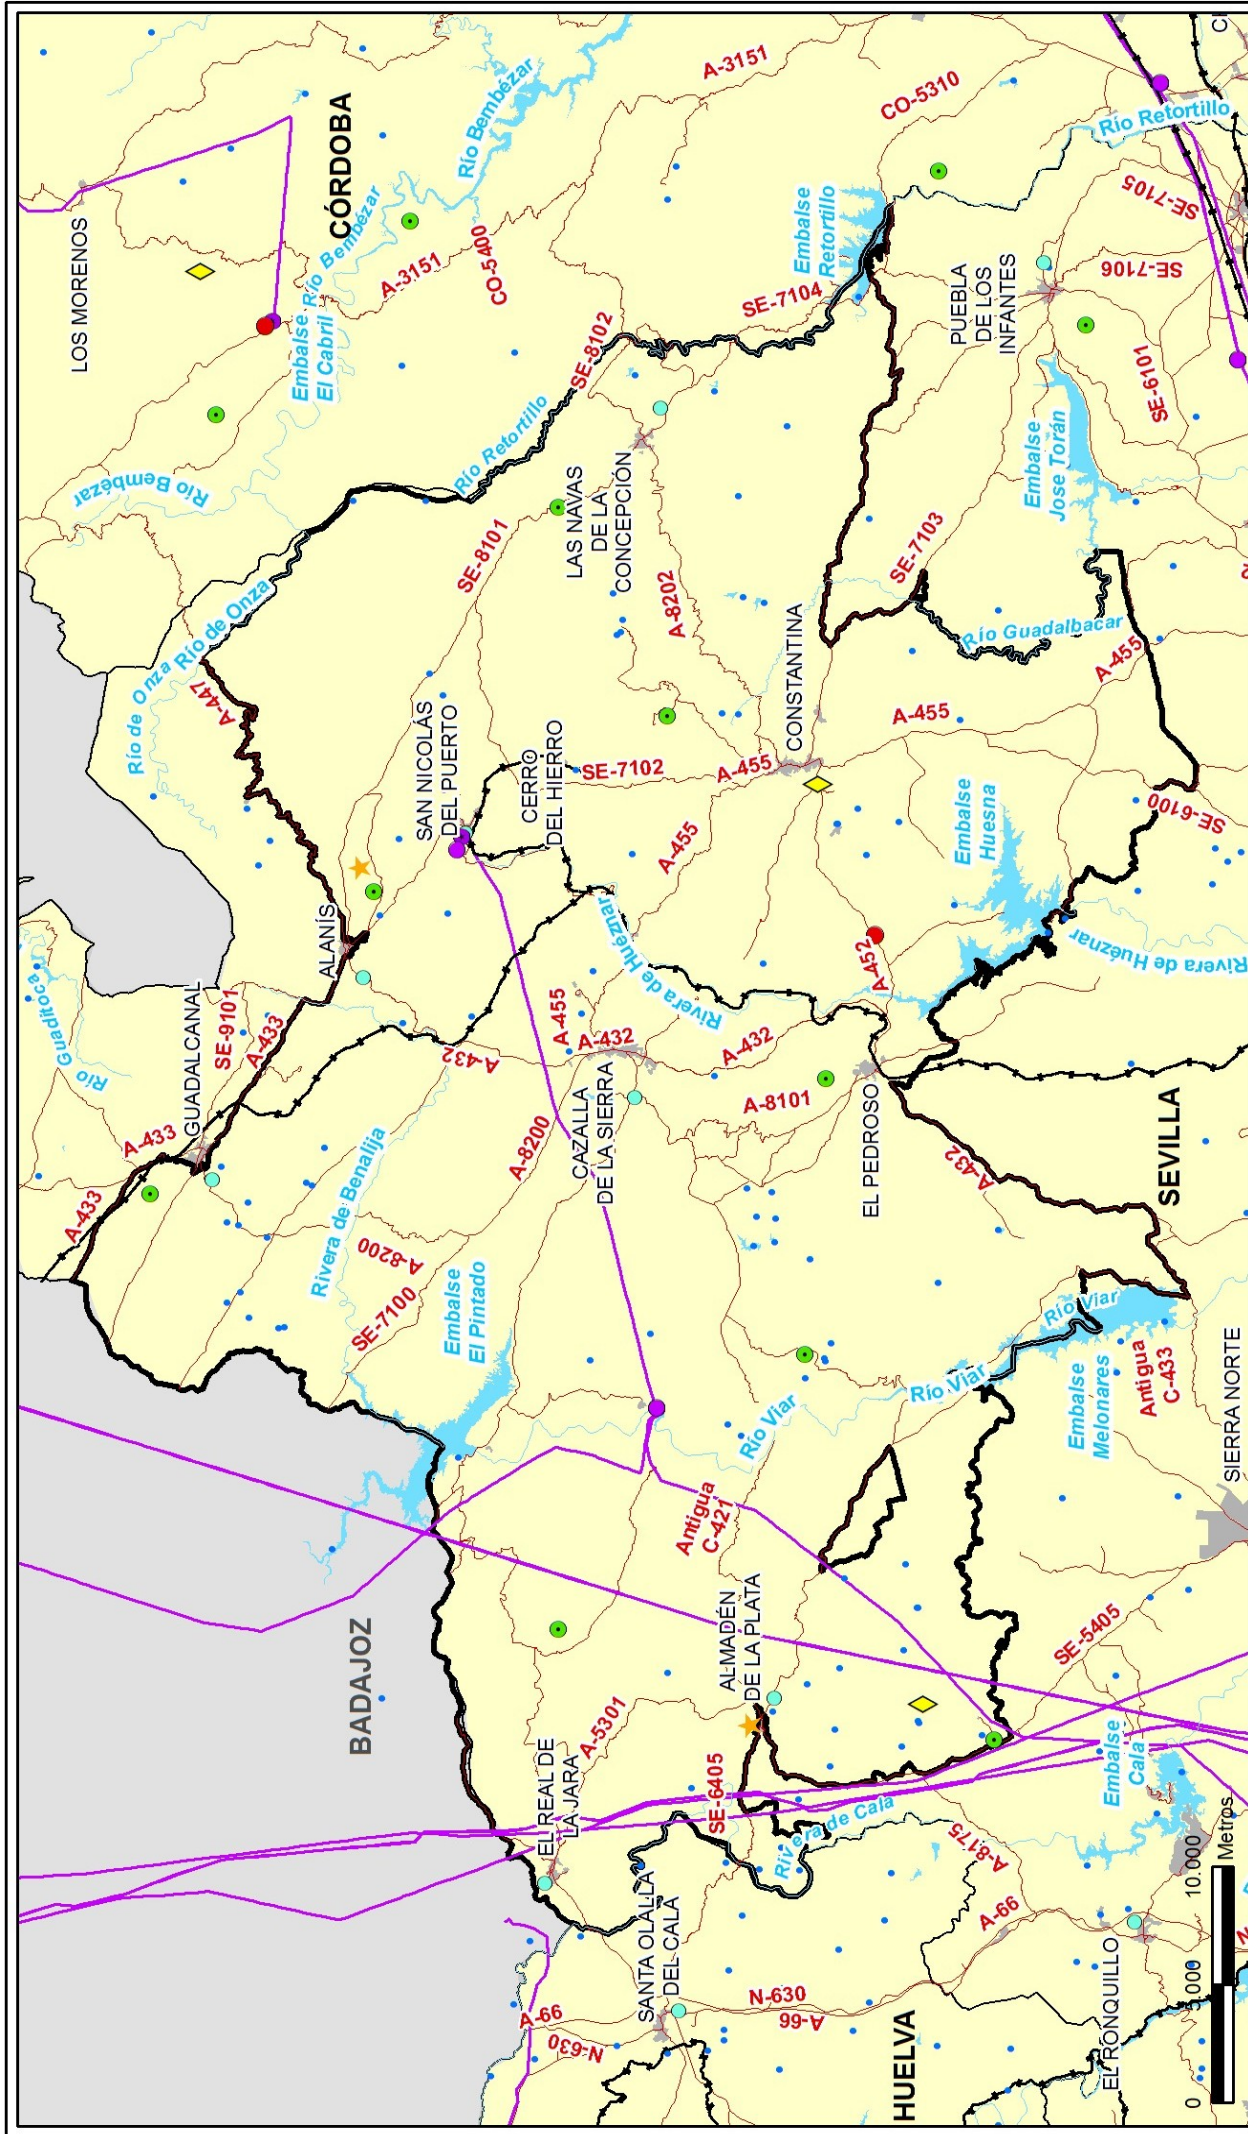 LOS MORENOS
CÓRDOBA
Río Bembézar
A-3151
CO-5310
Río Retortillo
SE-7105
SE-7106
Embalse
El Cabril
Río Bembézar
A-3151
CO-5400
Embalse
Retortillo
SE-7104
PUEBLA
DE LOS
INFANTES
SE-6101
Río Bembézar
Río Retortillo
SE-8102
Embalse
Jose Torán
SE-8101
LAS NAVAS
DE LA
CONCEPCIÓN
A-8202
SE-7103
Río Guadalbacar
A-455
Río de Onza
Río de Onza
A-447
SAN NICOLÁS
DEL PUERTO
CERRO
DEL HIERRO
SE-7102
A-455
CONSTANTINA
A-455
A-455
Embalse
Huesna
SE-6100
ALANÍS
Rivera de Huéznar
A-452
Rivera de Huéznar
Río Guaditoca
SE-9101
A-433
GUADALCANAL
A-433
A-433
A-432
A-455
A-432
A-432
CAZALLA
DE LA SIERRA
A-8101
EL PEDROSO
A-432
SEVILLA
Rivera de Benalija
A-8200
A-8200
SE-7100
Embalse
El Pintado
Río Viar
Río Viar
Río Viar
Embalse
Melonares
Antigua
C-433
SIERRA NORTE
BADAJOZ
Antigua
C-421
ALMADÉN
DE LA PLATA
SE-5405
EL REAL DE
LA JARA
A-5301
SE-6405
Rivera de Cala
Embalse
Cala
A-8175
SANTA OLALLA
DEL CALA
A-66
N-630
N-630
A-66
A-66
HUELVA
EL RONQUILLO
0 5.000 10.000
Metros